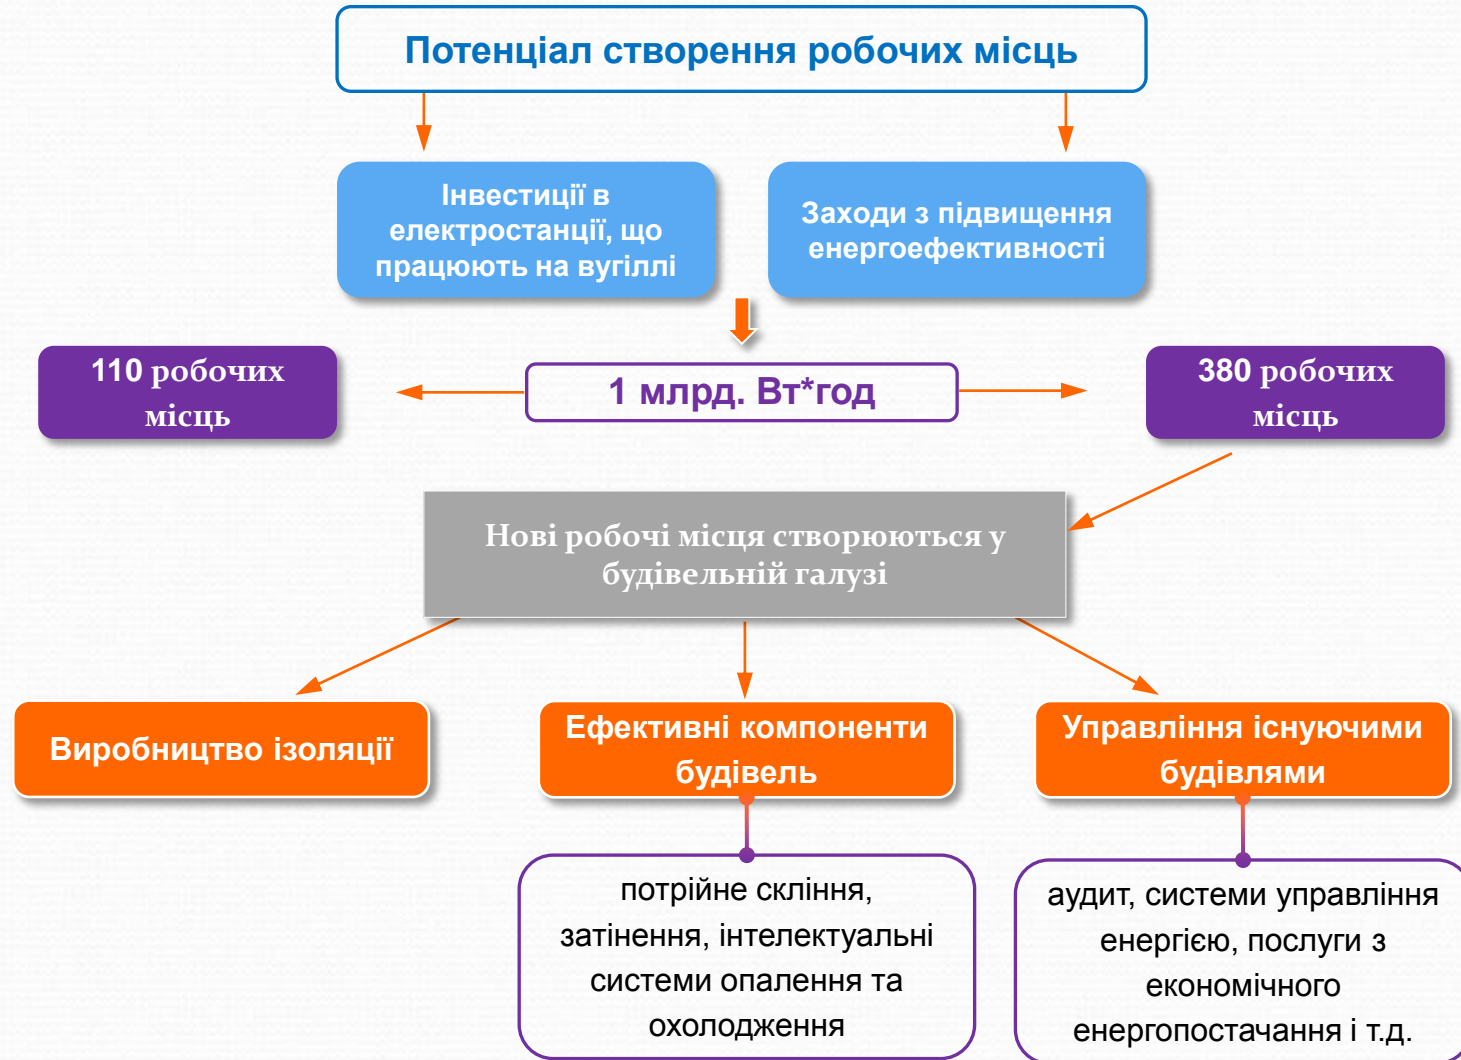 Потенціал створення робочих місць
Інвестиції в
електростанції, що
працюють на вугіллі
Заходи з підвищення
енергоефективності
110 робочих
місць
1 млрд. Вт*год
380 робочих
місць
Нові робочі місця створюються у
будівельній галузі
Виробництво ізоляції
Ефективні компоненти
будівель
Управління існуючими
будівлями
потрійне скління,
затінення, інтелектуальні
системи опалення та
охолодження
аудит, системи управління
енергією, послуги з
економічного
енергопостачання і т.д.